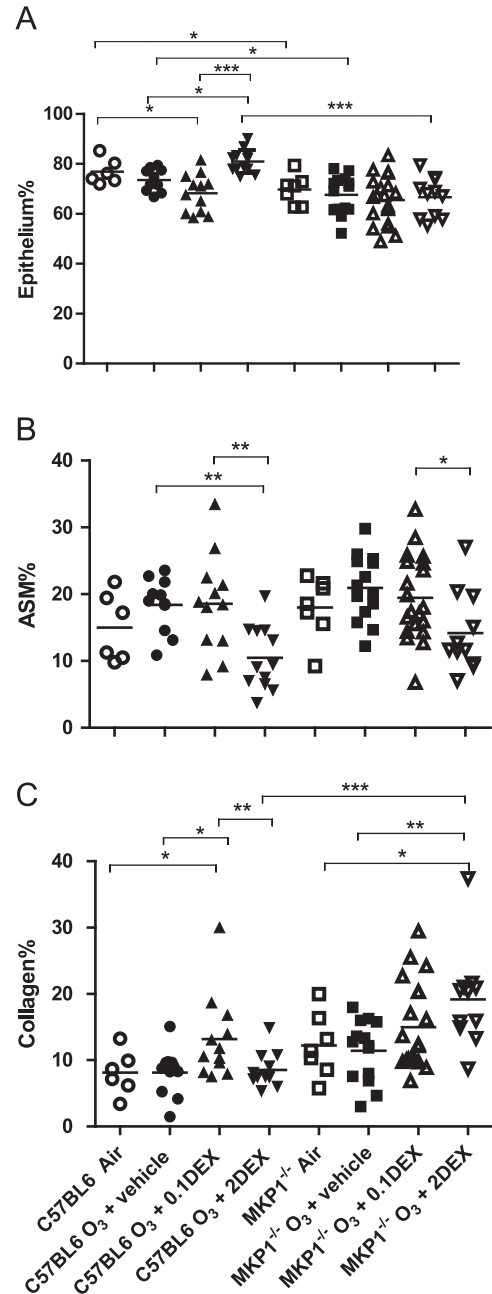 A
*
*
***
*
*
***
Epithelium%
100
80
60
40
20
0
B
**
**
*
ASM%
40
30
20
10
0
C
***
**
**
*
*
*
Collagen%
40
30
20
10
0
C57BL6 Air
C57BL6 O₃ + vehicle
C57BL6 O₃ + 0.1DEX
C57BL6 O₃ + 2DEX
MKP1⁻/⁻ Air
MKP1⁻/⁻ O₃ + vehicle
MKP1⁻/⁻ O₃ + 0.1DEX
MKP1⁻/⁻ O₃ + 2DEX